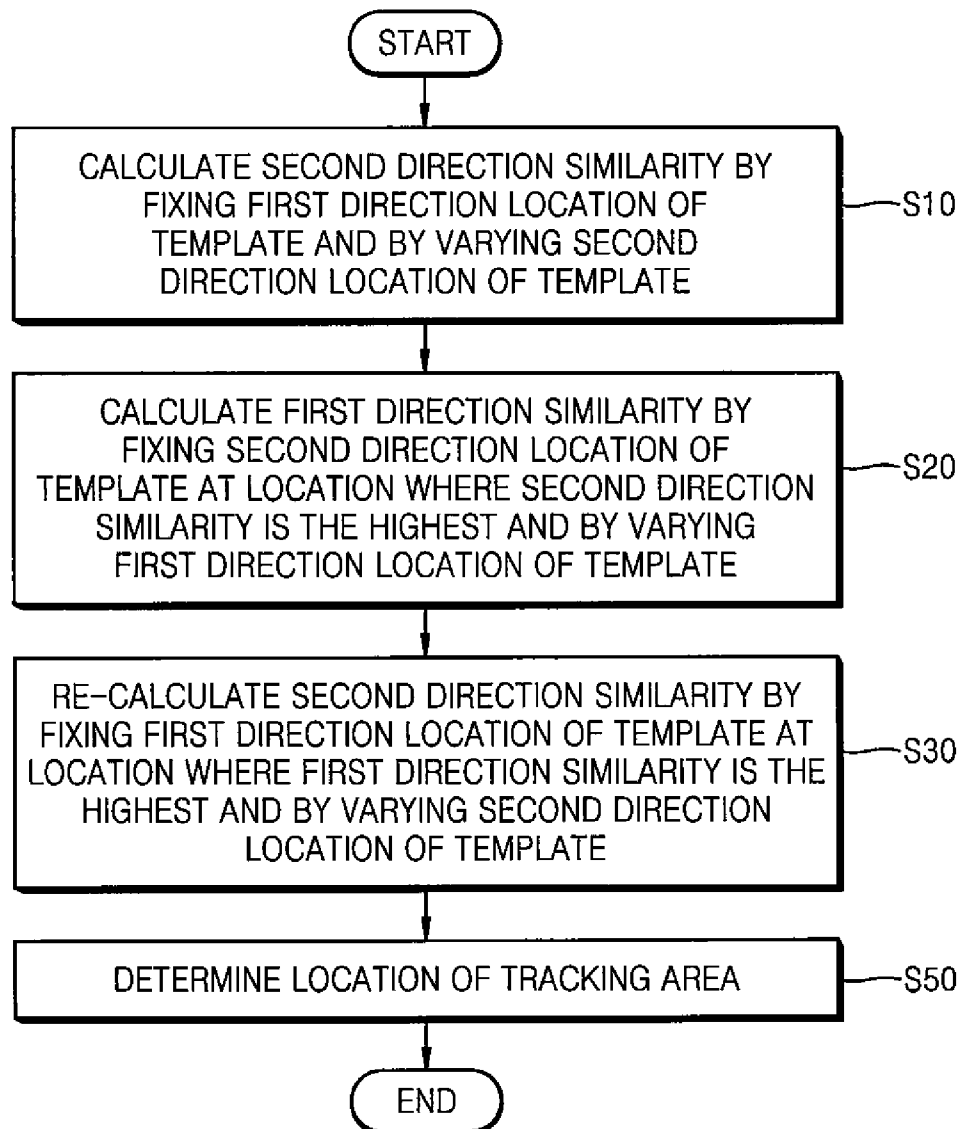 START
CALCULATE SECOND DIRECTION SIMILARITY BY
FIXING FIRST DIRECTION LOCATION OF
TEMPLATE AND BY VARYING SECOND
DIRECTION LOCATION OF TEMPLATE
S10
CALCULATE FIRST DIRECTION SIMILARITY BY
FIXING SECOND DIRECTION LOCATION OF
TEMPLATE AT LOCATION WHERE SECOND DIRECTION
SIMILARITY IS THE HIGHEST AND BY VARYING
FIRST DIRECTION LOCATION OF TEMPLATE
S20
RE-CALCULATE SECOND DIRECTION SIMILARITY BY
FIXING FIRST DIRECTION LOCATION OF TEMPLATE AT
LOCATION WHERE FIRST DIRECTION SIMILARITY IS THE
HIGHEST AND BY VARYING SECOND DIRECTION
LOCATION OF TEMPLATE
S30
DETERMINE LOCATION OF TRACKING AREA
S50
END